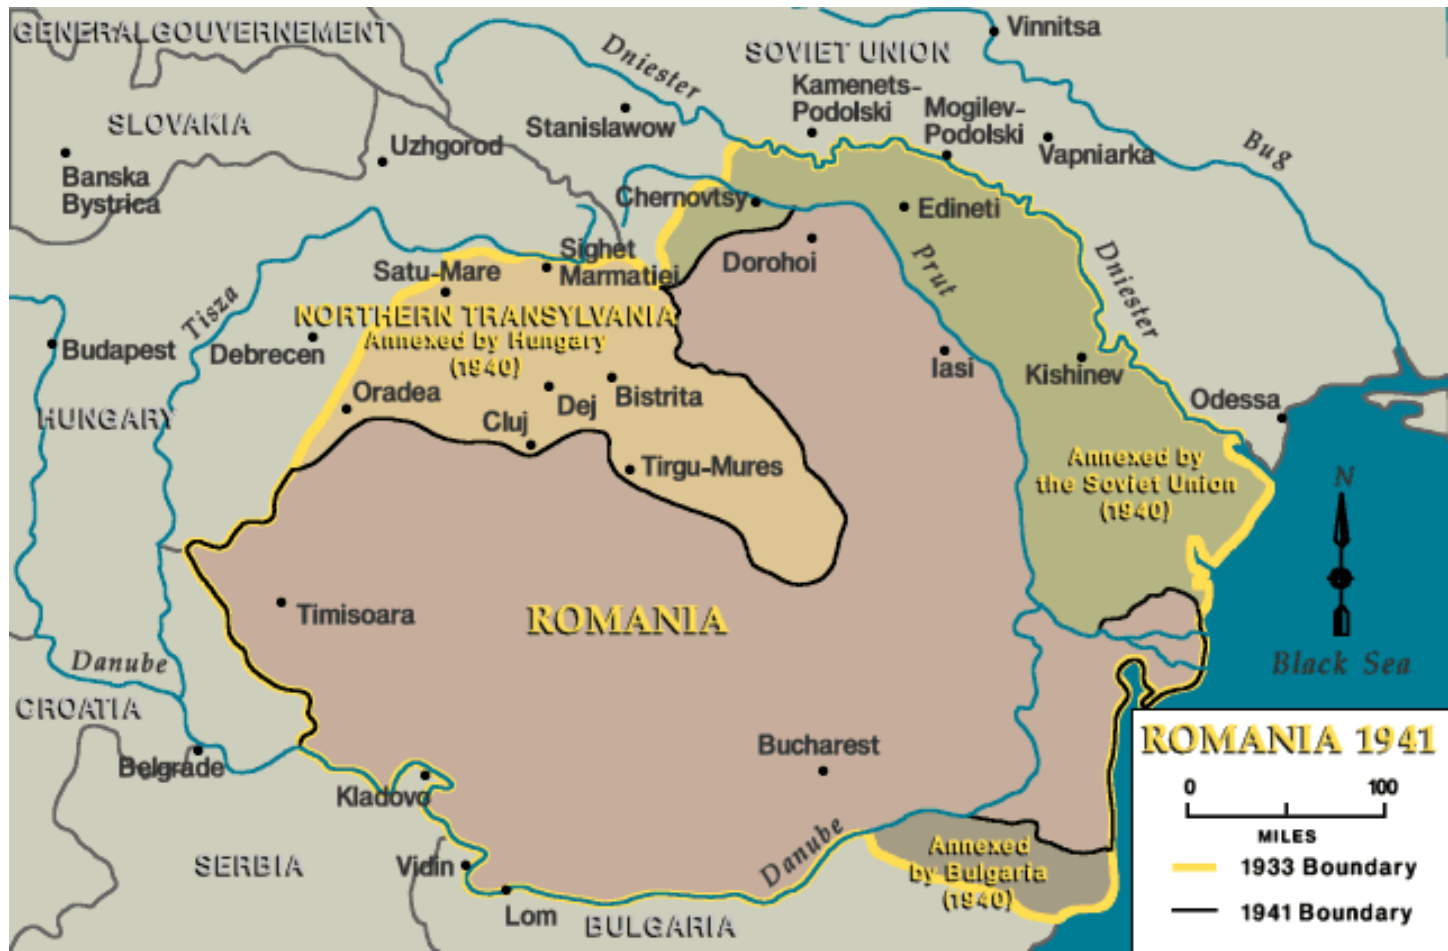 GENERALGOUVERNEMENT
SOVIET UNION
Vinnitsa
Dniester
Kamenets-
Podolski
Mogilev-
Podolski
SLOVAKIA
Stanislawow
Uzhgorod
Vapniarka
Bug
Banska
Bystrica
Chernovtsy
Edineti
Sighet
Marmatiei
Dorohoi
Prut
Dniester
Satu-Mare
Tisza
NORTHERN TRANSYLVANIA
Annexed by Hungary
(1940)
Budapest
Debrecen
Iasi
Kishinev
Oradea
Dej
Bistrita
Odessa
HUNGARY
Cluj
Tirgu-Mures
Annexed by
the Soviet Union
(1940)
N
Timisoara
ROMANIA
Danube
Black Sea
CROATIA
Belgrade
Bucharest
Kladovo
ROMANIA 1941
0 100
MILES
1933 Boundary
1941 Boundary
SERBIA
Vidin
Danube
Annexed
by Bulgaria
(1940)
Lom
BULGARIA